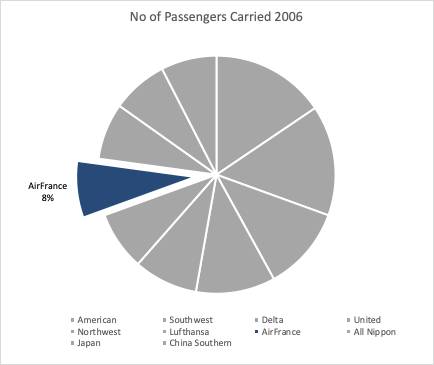 No of Passengers Carried 2006
AirFrance
8%
American Southwest Delta United
Northwest Lufthansa AirFrance All Nippon
Japan China Southern